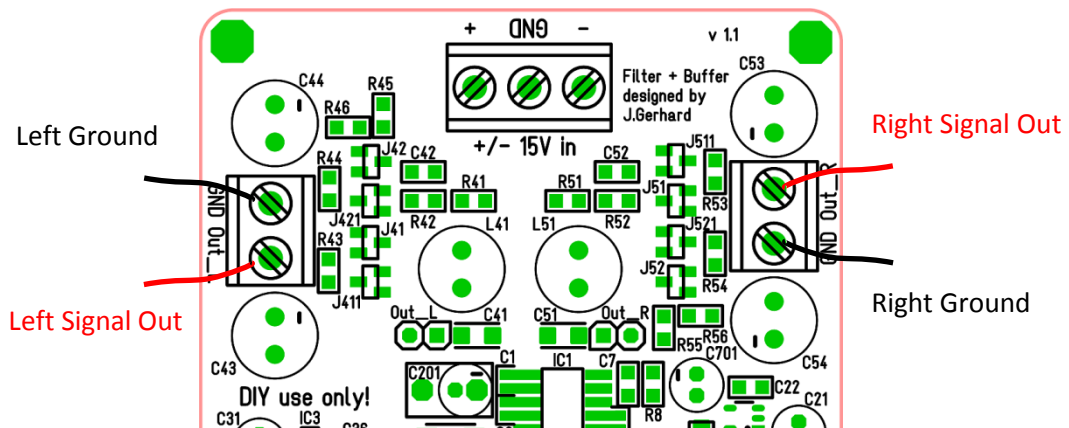 + GND -
v 1.1
C53
C44
R45
R46
Filter + Buffer
designed by
J.Gerhard
+/- 15V in
Left Ground
Right Signal Out
J42
C42
C52
J511
R44
R41
R51
J51
R53
J421
R42
R52
GND Out_
Out_R
GND
J41
L41
L51
J521
R43
J52
R54
J411
Left Signal Out
Right Ground
Out_L
C41
C51
Out_R
R56
R55
C43
C54
C1
IC1
C7
C701
C201
C22
DIY use only!
R8
C21
C31
IC3